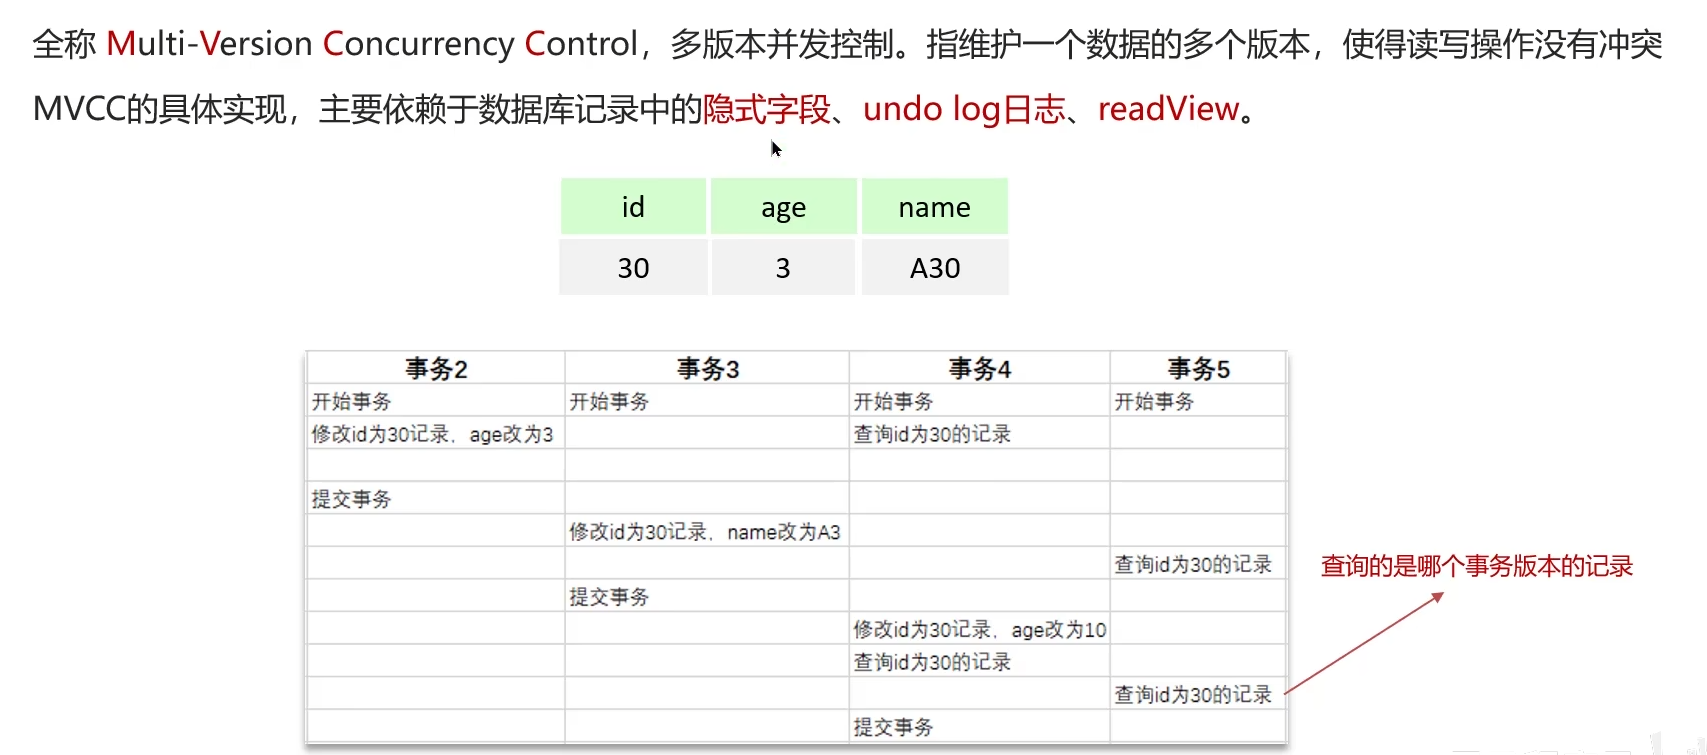 全称 Multi-Version Concurrency Control，多版本并发控制。指维护一个数据的多个版本，使得读写操作没有冲突
MVCC的具体实现，主要依赖于数据库记录中的隐式字段、undo log日志、readView。
id age name
30 3 A30
事务2 事务3 事务4 事务5
开始事务 开始事务 开始事务 开始事务
修改id为30记录，age改为3 查询id为30的记录
提交事务
修改id为30记录，name改为A3
查询id为30的记录
查询的是哪个事务版本的记录
提交事务
修改id为30记录，age改为10
查询id为30的记录
查询id为30的记录
提交事务